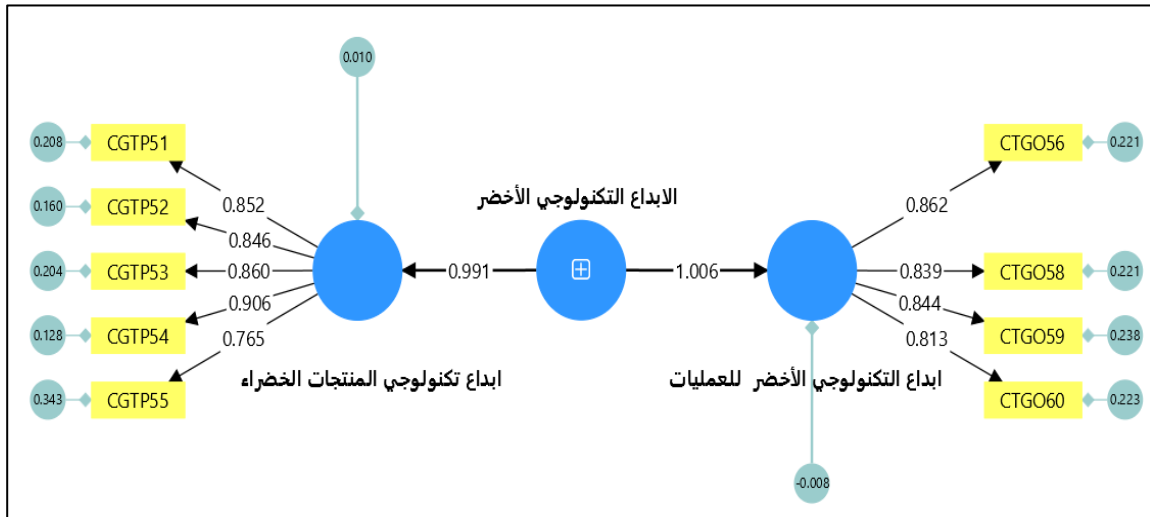 0.010
0.208
CGTP51
CTGO56
0.221
0.852
0.862
0.160
CGTP52
الابداع التكنولوجي الأخضر
0.846
0.204
CGTP53
0.860
0.991
1.006
0.839
CTGO58
0.221
0.906
0.844
0.128
CGTP54
0.765
0.813
CTGO59
0.238
ابداع تكنولوجي المنتجات الخضراء
ابداع التكنولوجي الأخضر للعمليات
0.343
CGTP55
CTGO60
0.223
-0.008